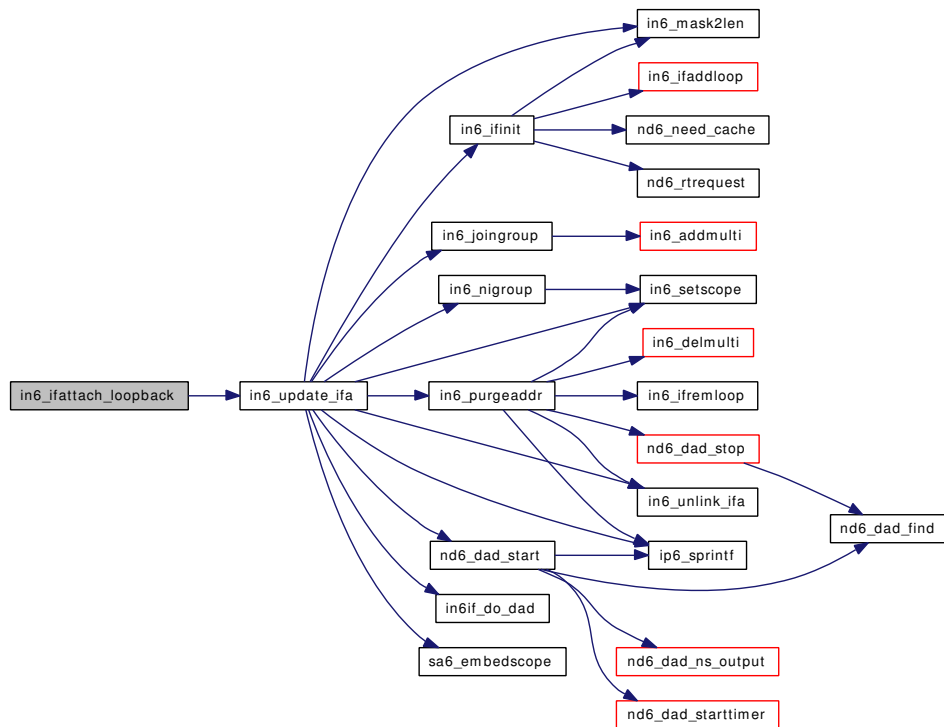 in6_mask2len
in6_ifaddloop
in6_ifinit
nd6_need_cache
nd6_rtrequest
in6_joingroup
in6_addmulti
in6_nigroup
in6_setscope
in6_delmulti
in6_ifattach_loopback
in6_update_ifa
in6_purgeaddr
in6_ifremloop
nd6_dad_stop
in6_unlink_ifa
nd6_dad_find
nd6_dad_start
ip6_sprintf
in6if_do_dad
sa6_embedscope
nd6_dad_ns_output
nd6_dad_starttimer